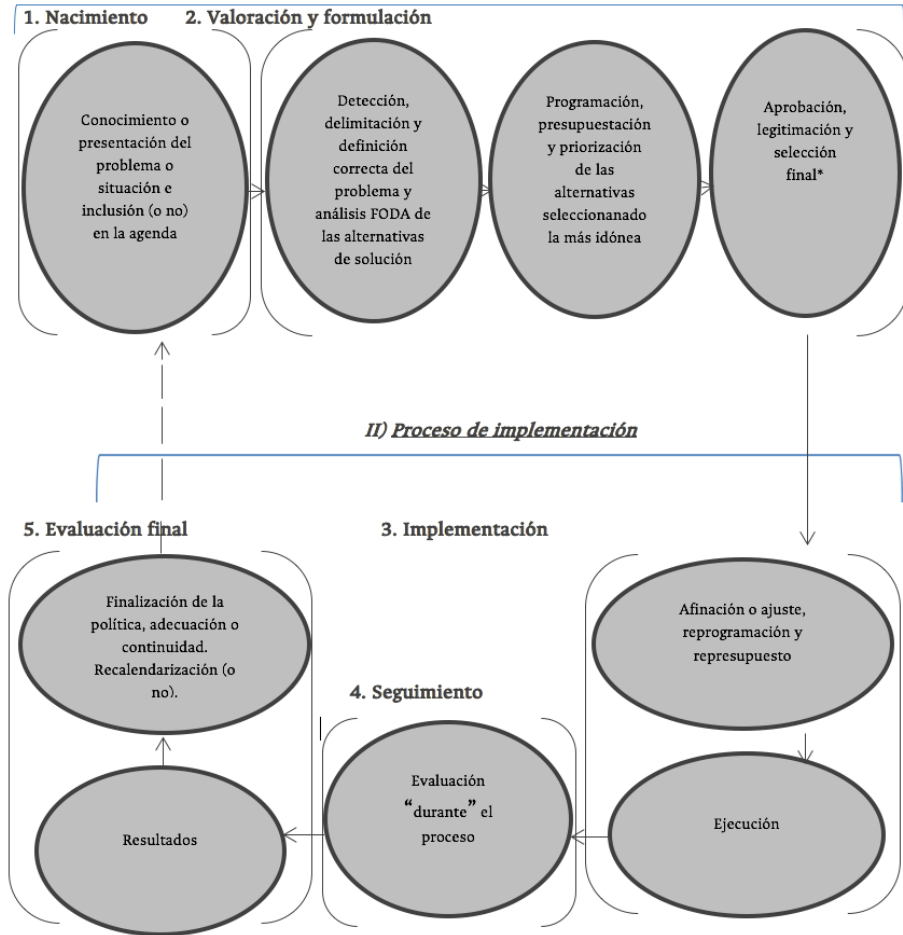 1. Nacimiento
2. Valoración y formulación
Conocimiento o
presentación del
problema o
situación e
inclusión (o no)
en la agenda
Detección,
delimitación y
definición
correcta del
problema y
análisis FODA de
las alternativas
de solución
Programación,
presupuestación
y priorización
de las
alternativas
seleccionanado
la más idónea
Aprobación,
legitimación y
selección
final*
II) Proceso de implementación
5. Evaluación final
3. Implementación
Finalización de la
política, adecuación o
continuidad.
Recalendarización (o
no).
Afinación o ajuste,
reprogramación y
represupuesto
4. Seguimiento
Evaluación
“durante” el
proceso
Resultados
Ejecución